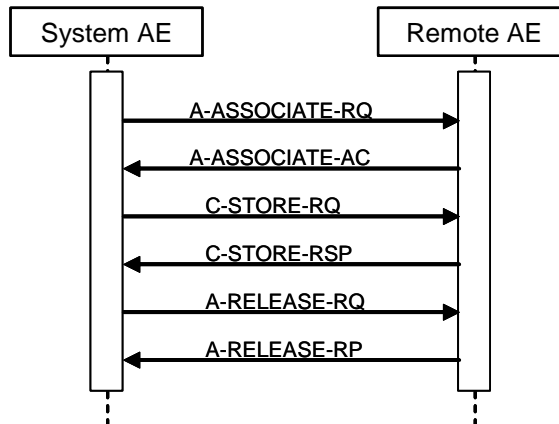 System AE
Remote AE
A-ASSOCIATE-RQ
A-ASSOCIATE-AC
C-STORE-RQ
C-STORE-RSP
A-RELEASE-RQ
A-RELEASE-RP